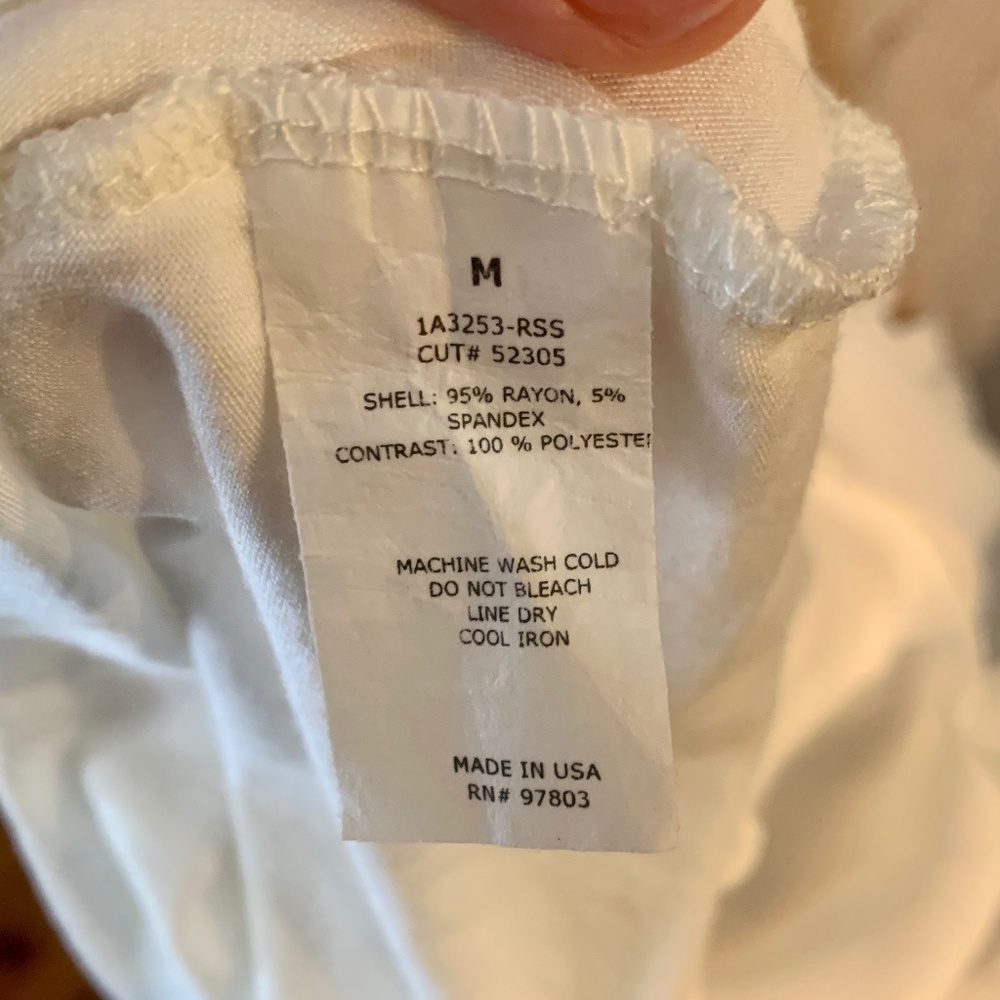 M
1A3253-RSS
CUT# 52305
SHELL: 95% RAYON, 5%
SPANDEX
CONTRAST: 100 % POLYESTER
MACHINE WASH COLD
DO NOT BLEACH
LINE DRY
COOL IRON
MADE IN USA
RN# 97803